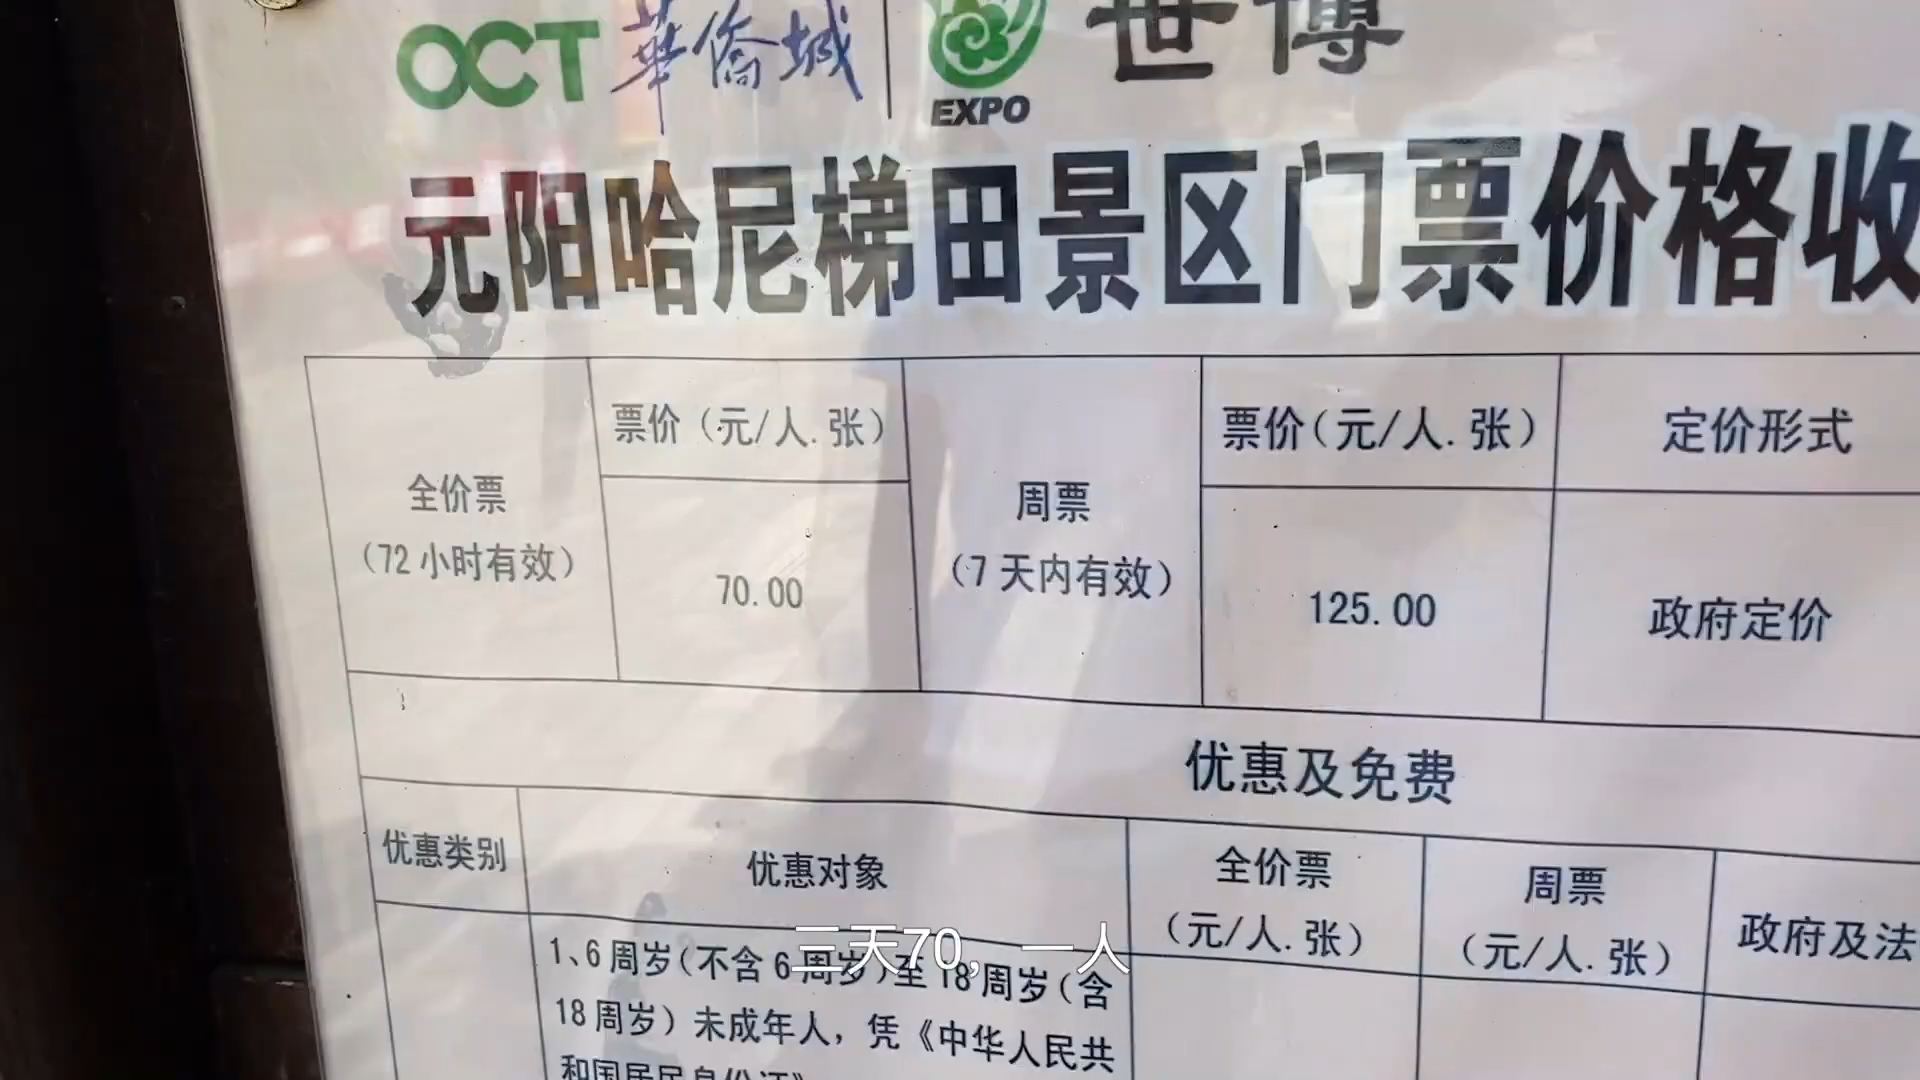 OCT 華僑城 EXPO 世博
元阳哈尼梯田景区门票价格收
全价票
（72小时有效）
票价（元/人.张）
70.00
周票
（7天内有效）
票价（元/人.张）
125.00
定价形式
政府定价
优惠及免费
优惠类别
优惠对象
全价票
（元/人.张）
周票
（元/人.张）
政府及法
1、6周岁（不含6周岁）至18周岁（含
18周岁）未成年人，凭《中华人民共
和国居民身份证》
三天70，一人